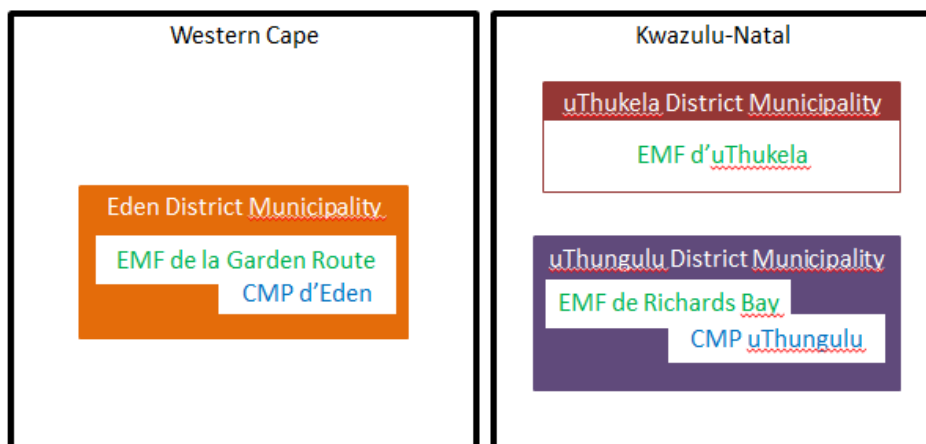 Western Cape
Eden District Municipality
EMF de la Garden Route
CMP d’Eden
Kwazulu-Natal
uThukela District Municipality
EMF d’uThukela
uThungulu District Municipality
EMF de Richards Bay
CMP uThungulu